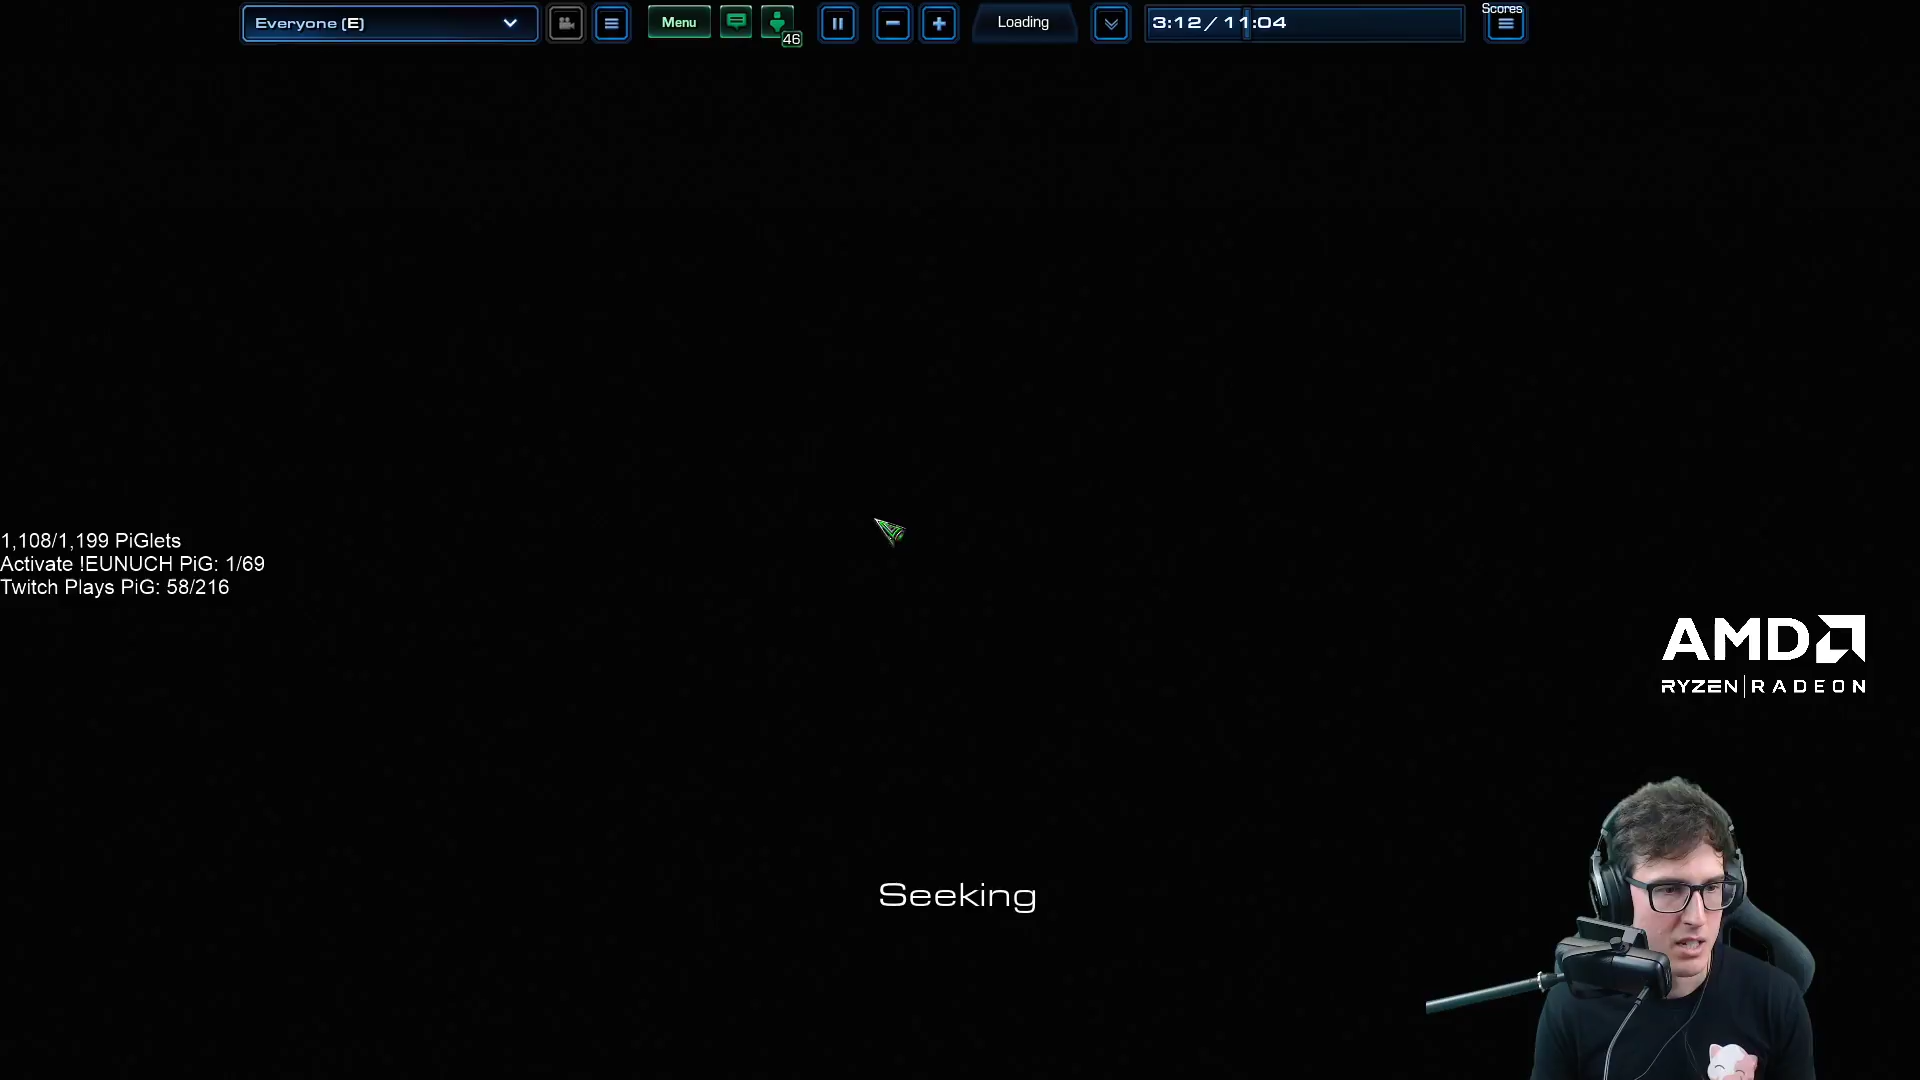 Everyone (E)
Menu
46
Loading
3:12 / 11:04
Scores
1,108/1,199 PiGlets
Activate !EUNUCH PiG: 1/69
Twitch Plays PiG: 58/216
AMD
RYZEN | RADEON
Seeking